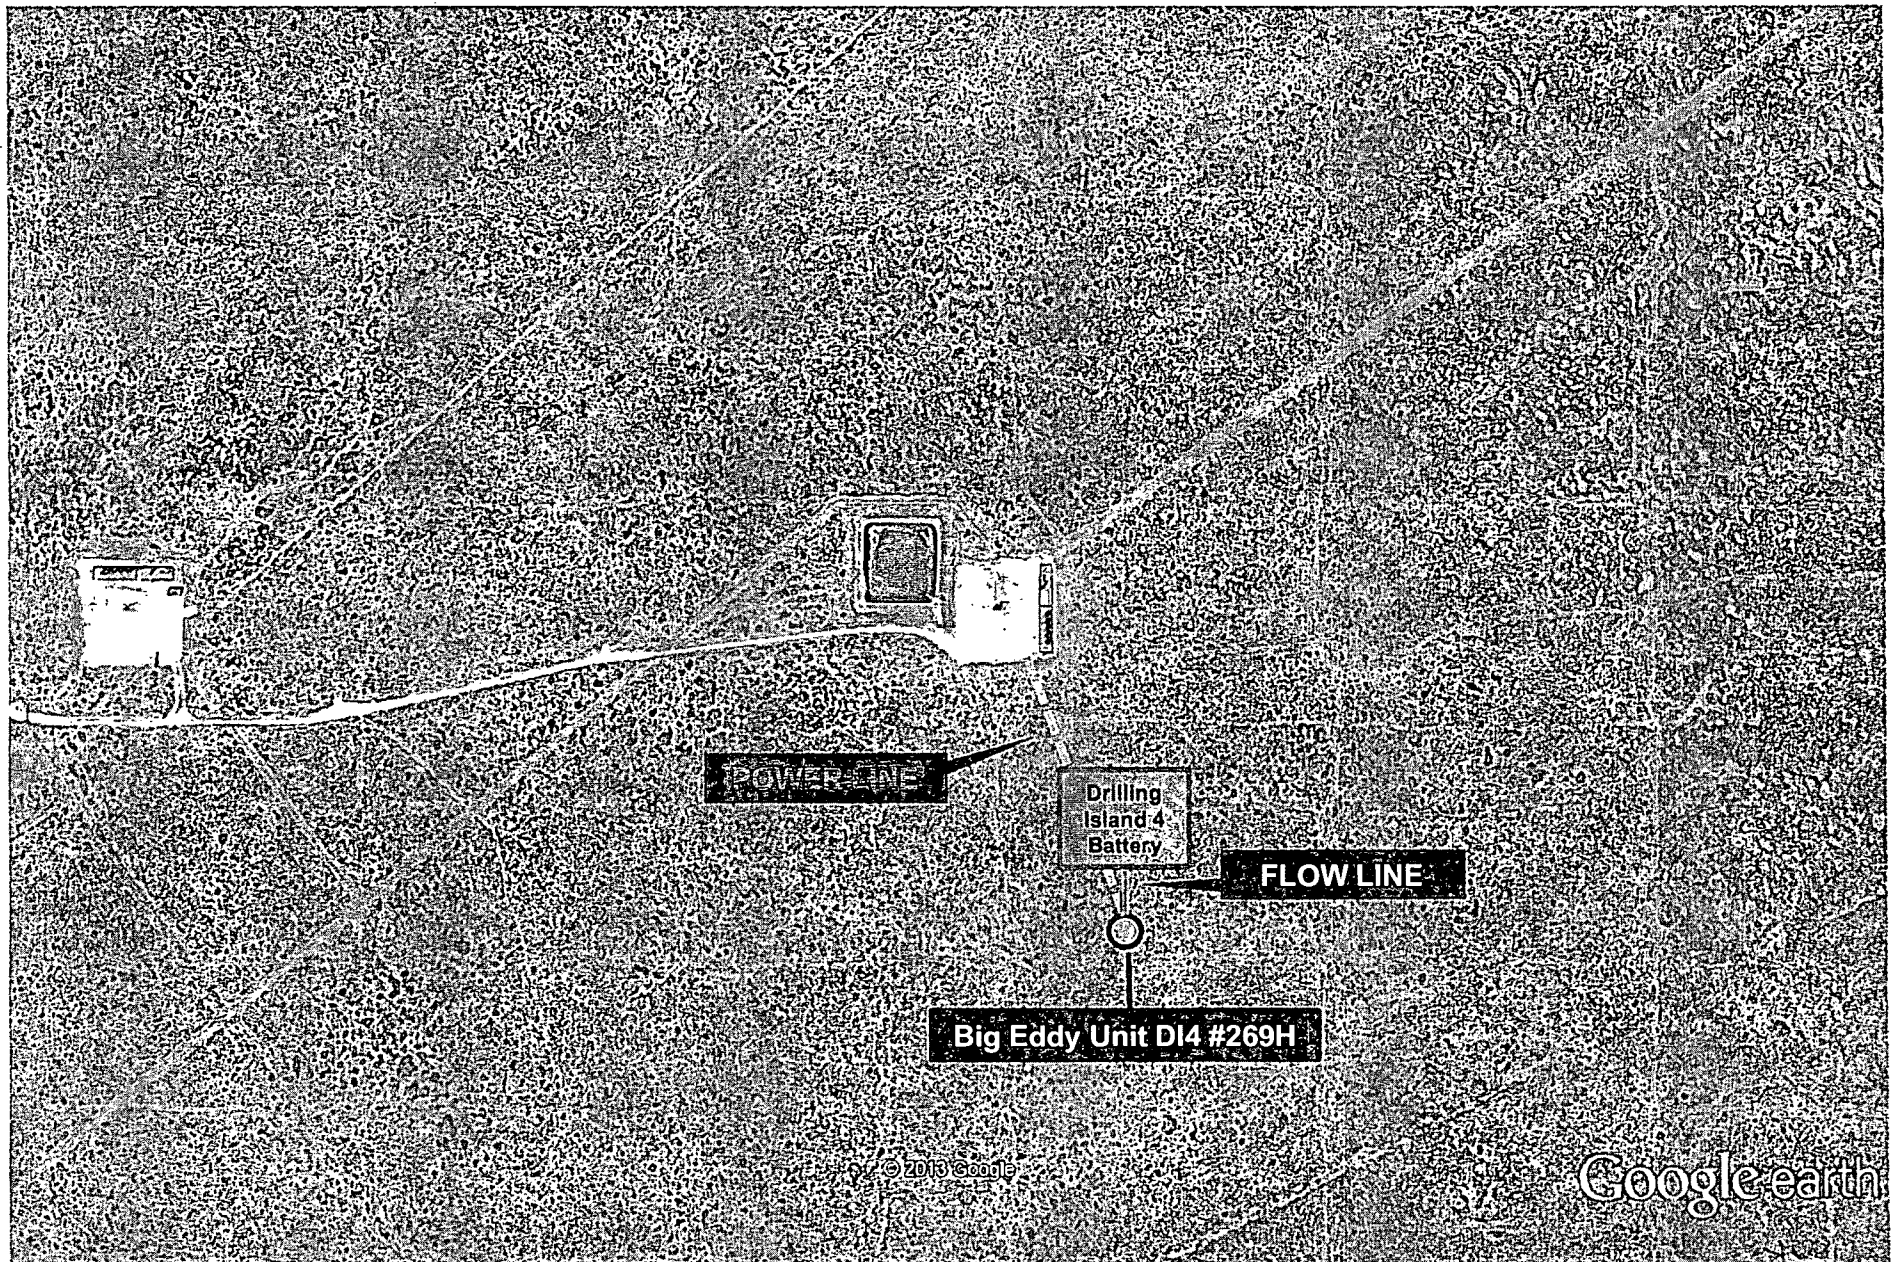 POWER LINE
Drilling
Island 4
Battery
FLOW LINE
Big Eddy Unit DI4 #269H
© 2013 Google
Google earth